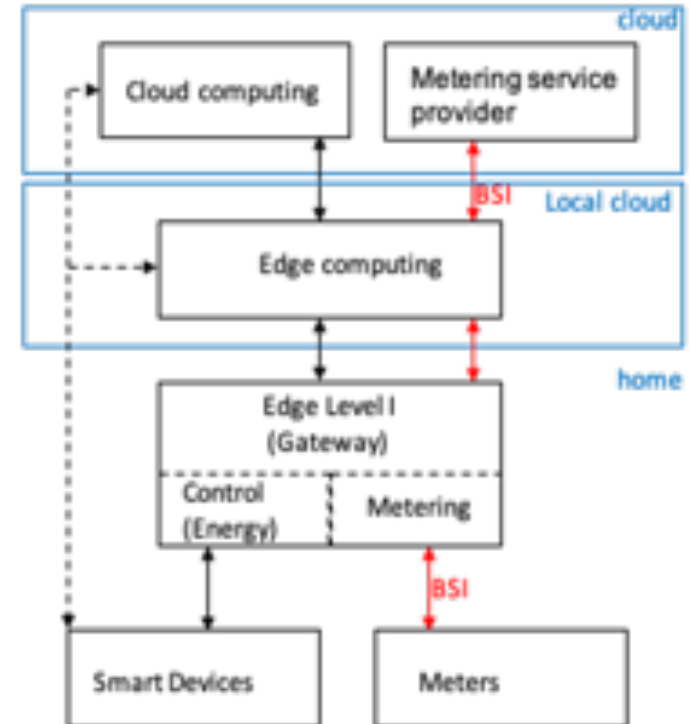 cloud
Cloud computing
Metering service
provider
BSI
Local cloud
Edge computing
home
Edge Level I
(Gateway)
Control
(Energy)
Metering
BSI
Smart Devices
Meters